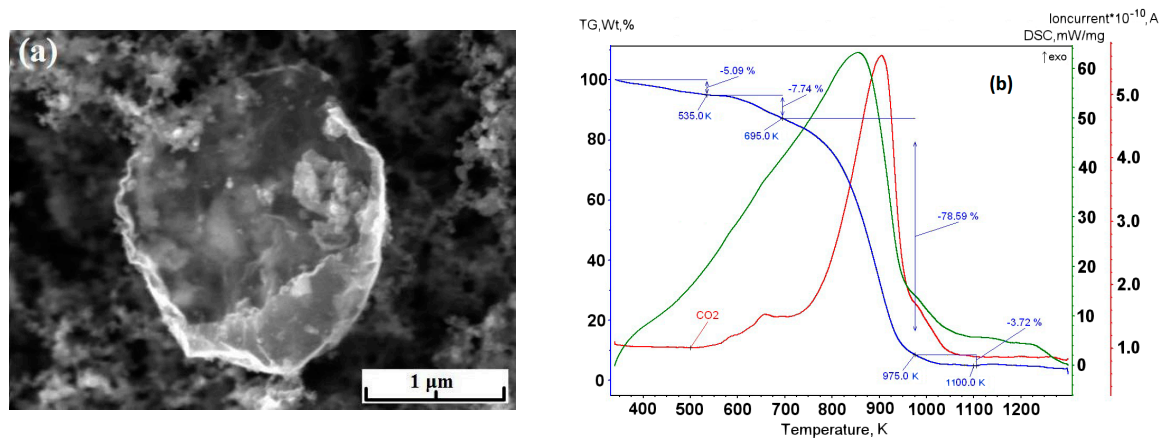 (a)
1 μm
TG,Wt,%
Ioncurrent*10⁻¹⁰, A
DSC,mW/mg
↑exo
(b)
100
80
60
40
20
0
-5.09 %
535.0 K
-7.74 %
695.0 K
-78.59 %
-3.72 %
975.0 K
1100.0 K
CO2
60
50
40
30
20
10
0
5.0
4.0
3.0
2.0
1.0
400 500 600 700 800 900 1000 1100 1200
Temperature, K